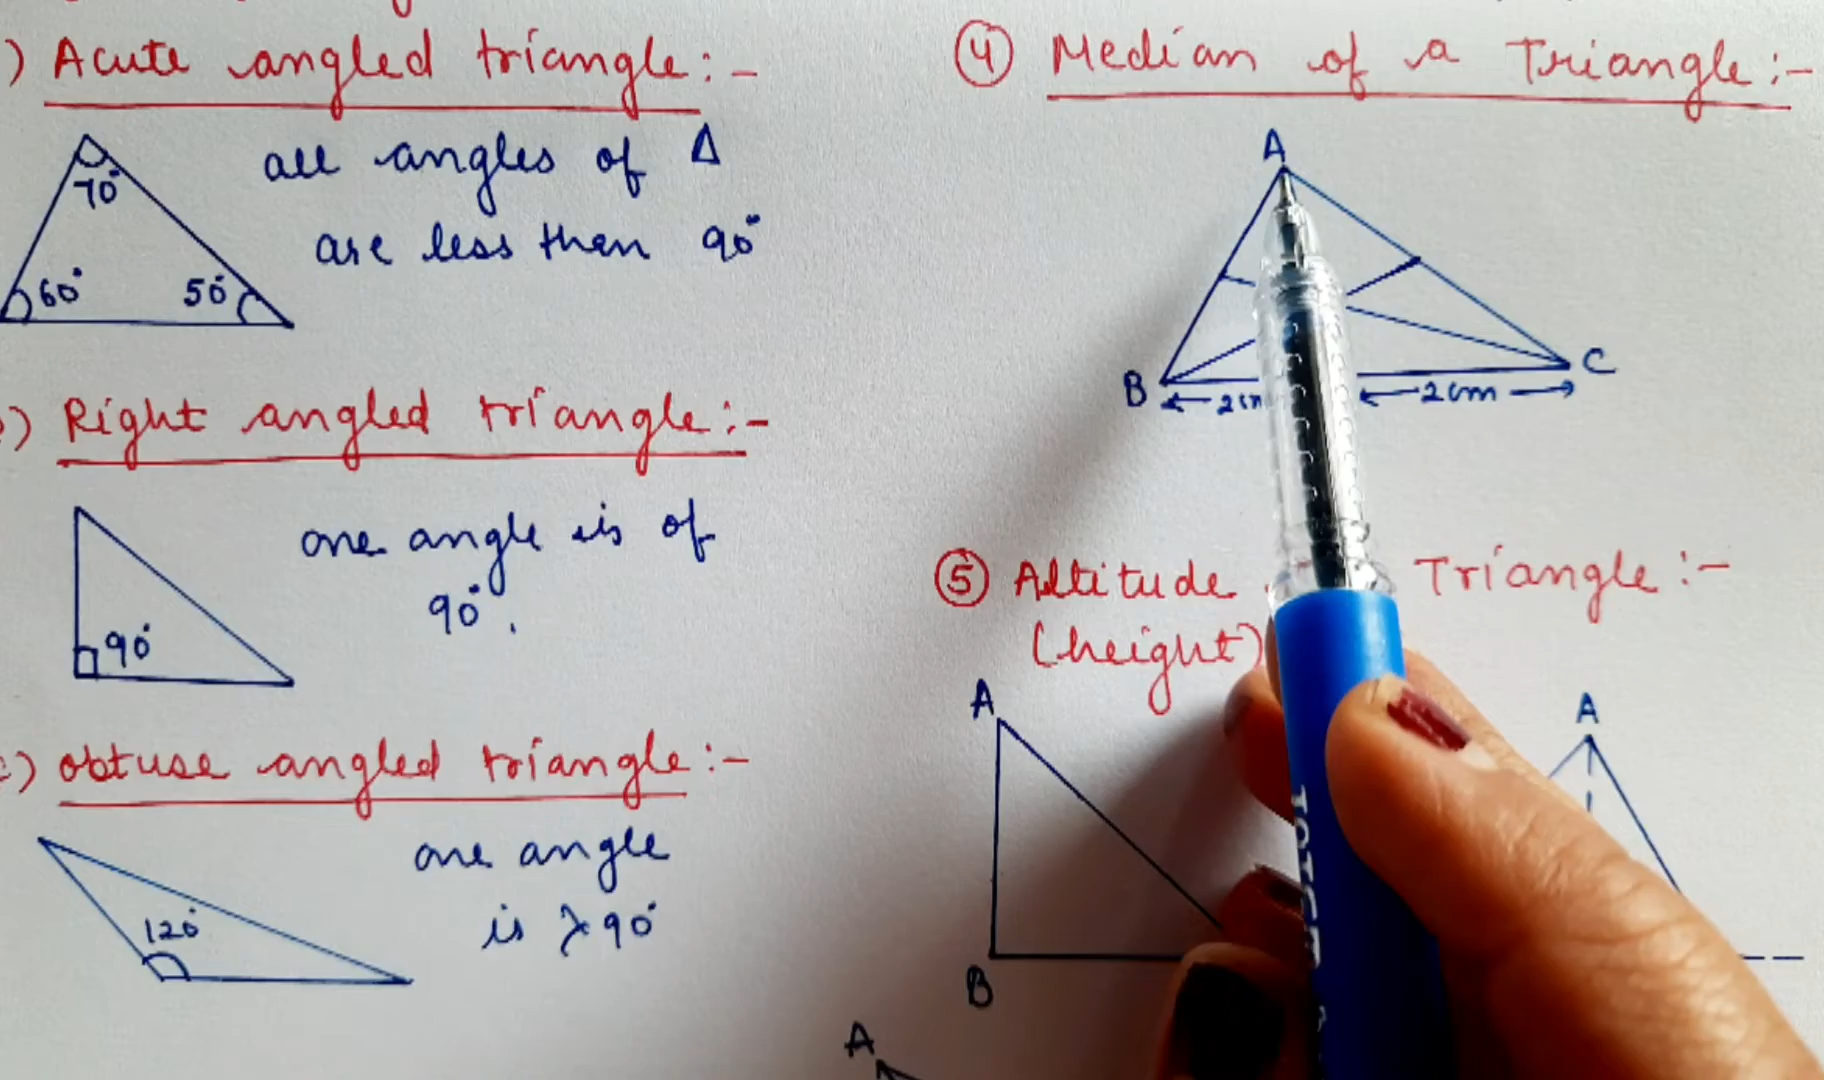 ) Acute angled triangle:-
70°
60°
50°
all angles of Δ
are less then 90°
) Right angled triangle:-
90°
one angle is of
90°.
) obtuse angled triangle:-
120°
one angle
is > 90°
④ Median of a Triangle:-
A
B
C
2cm
⑤ Altitude Triangle:-
(height)
A
B
A
A